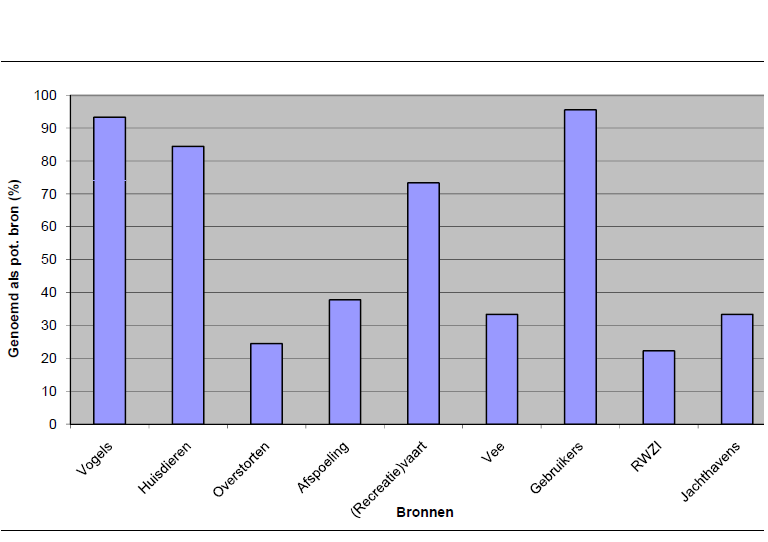 100
90
80
70
60
50
40
30
20
10
0
Genoemd als pot. bron (%)
Vogels
Huisdieren
Overstorten
Afspoeling
(Recreatie)vaart
Vee
Gebruikers
RWZI
Jachthavens
Bronnen